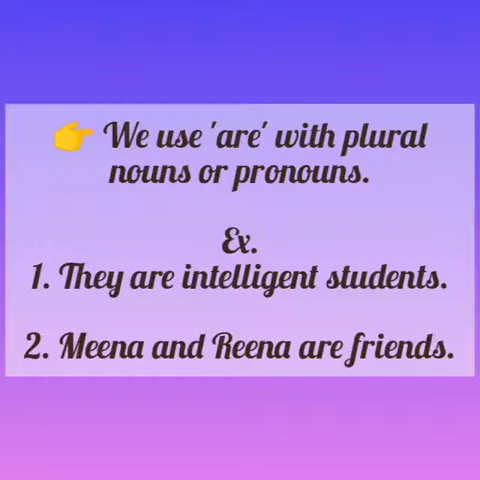 👉 We use 'are' with plural
nouns or pronouns.
Ex.
1. They are intelligent students.
2. Meena and Reena are friends.